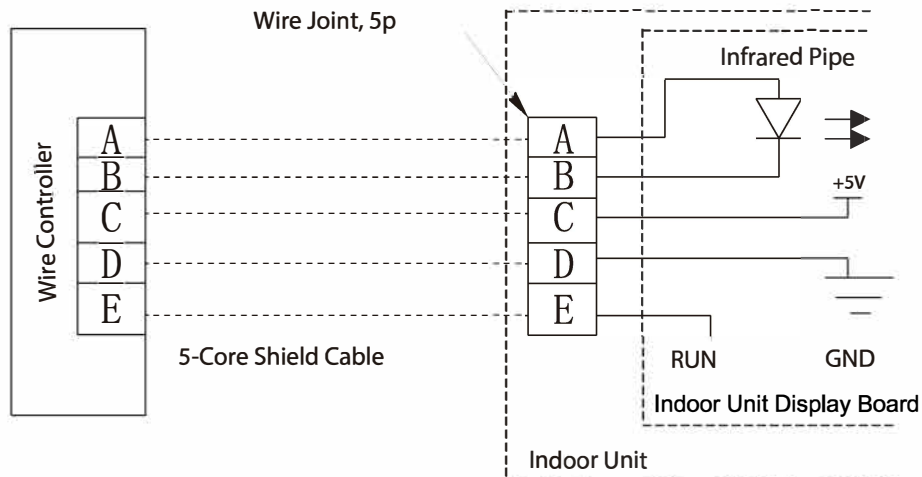 Wire Joint, 5p
Infrared Pipe
Wire Controller
A
B
C
D
E
A
B
C
D
E
+5V
5-Core Shield Cable
RUN
GND
Indoor Unit Display Board
Indoor Unit